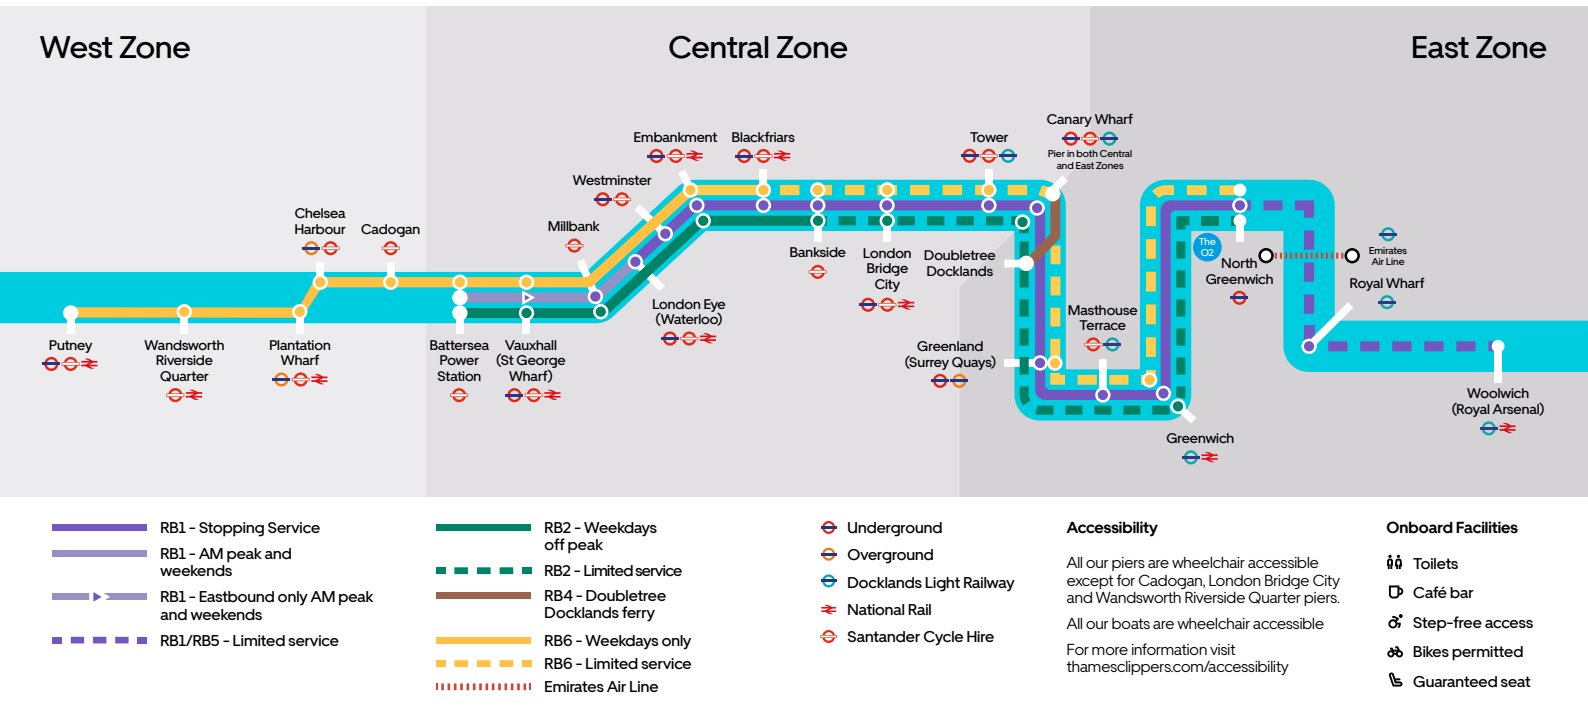 West Zone
Central Zone
East Zone
Canary Wharf
Pier in both Central
and East Zones
Embankment
Blackfriars
Tower
Westminster
Millbank
Chelsea
Harbour
Cadogan
Putney
Wandsworth
Riverside
Quarter
Plantation
Wharf
Battersea
Power
Station
Vauxhall
(St George
Wharf)
London Eye
(Waterloo)
Bankside
London
Bridge
City
Doubletree
Docklands
Greenland
(Surrey Quays)
Masthouse
Terrace
Greenwich
The
O2
North
Greenwich
Emirates
Air Line
Royal Wharf
Woolwich
(Royal Arsenal)
RB1 - Stopping Service
RB1 - AM peak and
weekends
RB1 - Eastbound only AM peak
and weekends
RB1/RB5 - Limited service
RB2 - Weekdays
off peak
RB2 - Limited service
RB4 - Doubletree
Docklands ferry
RB6 - Weekdays only
RB6 - Limited service
Emirates Air Line
Underground
Overground
Docklands Light Railway
National Rail
Santander Cycle Hire
Accessibility
All our piers are wheelchair accessible
except for Cadogan, London Bridge City
and Wandsworth Riverside Quarter piers.
All our boats are wheelchair accessible
For more information visit
thamesclippers.com/accessibility
Onboard Facilities
Toilets
Café bar
Step-free access
Bikes permitted
Guaranteed seat